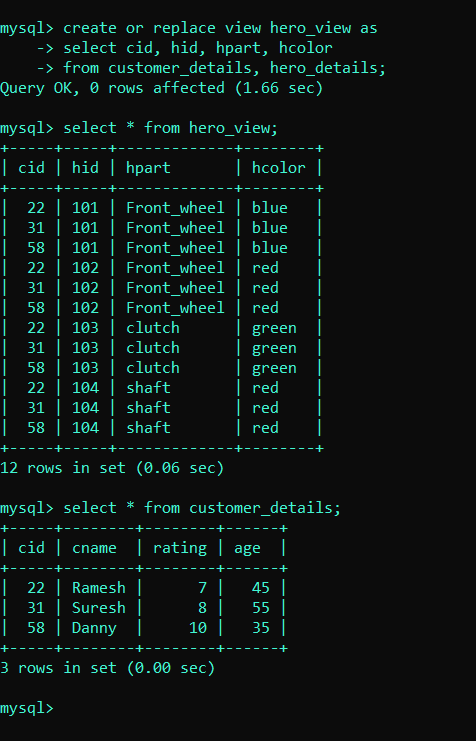 mysql> create or replace view hero_view as
    -> select cid, hid, hpart, hcolor
    -> from customer_details, hero_details;
Query OK, 0 rows affected (1.66 sec)
mysql> select * from hero_view;
+-----+-----+-------------+--------+
| cid | hid | hpart       | hcolor |
+-----+-----+-------------+--------+
|  22 | 101 | Front_wheel | blue   |
|  31 | 101 | Front_wheel | blue   |
|  58 | 101 | Front_wheel | blue   |
|  22 | 102 | Front_wheel | red    |
|  31 | 102 | Front_wheel | red    |
|  58 | 102 | Front_wheel | red    |
|  22 | 103 | clutch      | green  |
|  31 | 103 | clutch      | green  |
|  58 | 103 | clutch      | green  |
|  22 | 104 | shaft       | red    |
|  31 | 104 | shaft       | red    |
|  58 | 104 | shaft       | red    |
+-----+-----+-------------+--------+
12 rows in set (0.06 sec)
mysql> select * from customer_details;
+-----+--------+--------+------+
| cid | cname  | rating | age  |
+-----+--------+--------+------+
|  22 | Ramesh |      7 |   45 |
|  31 | Suresh |      8 |   55 |
|  58 | Danny  |     10 |   35 |
+-----+--------+--------+------+
3 rows in set (0.00 sec)
mysql>